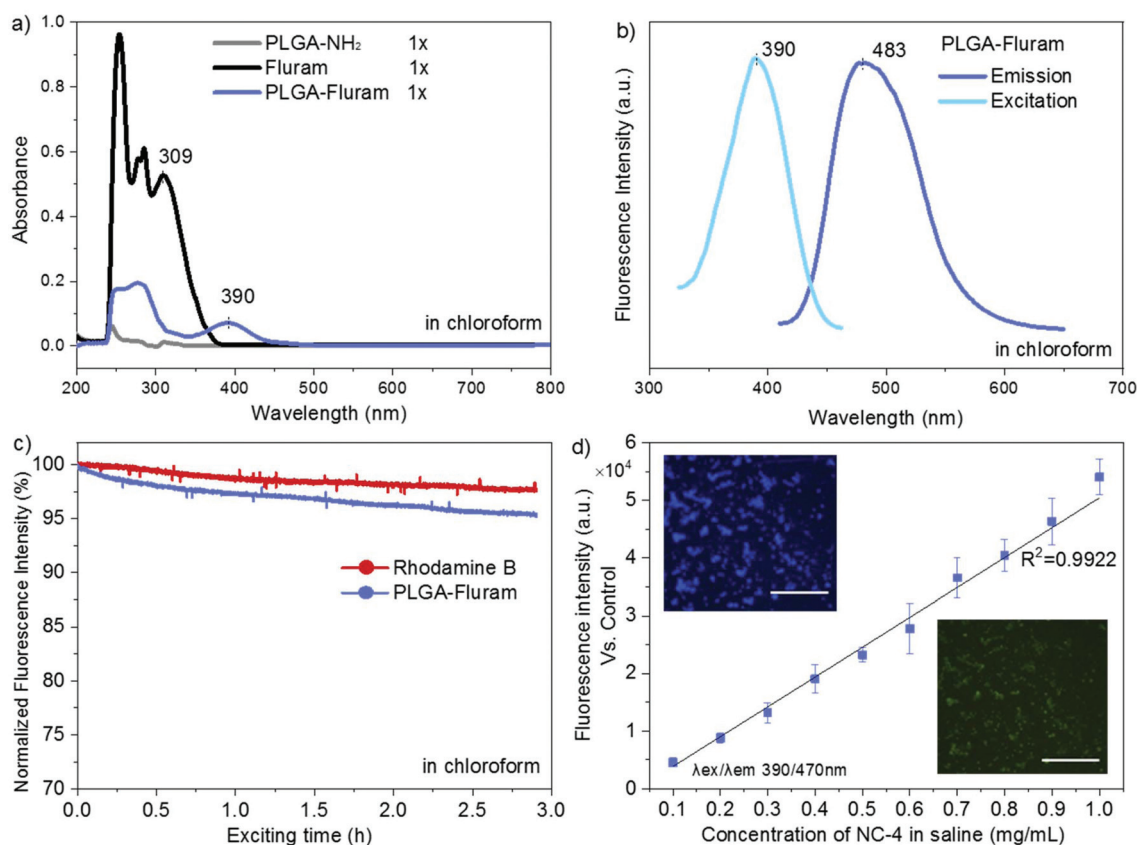 a)
1.0
0.8
0.6
0.4
0.2
0.0
Absorbance
PLGA-NH₂ 1x
Fluram 1x
PLGA-Fluram 1x
309
390
in chloroform
200 300 400 500 600 700 800
Wavelength (nm)
b)
Fluorescence Intensity (a.u.)
390
483
PLGA-Fluram
Emission
Excitation
in chloroform
300 400 500 600 700
Wavelength (nm)
c)
100
95
90
85
80
75
70
Normalized Fluorescence Intensity (%)
Rhodamine B
PLGA-Fluram
in chloroform
0.0 0.5 1.0 1.5 2.0 2.5 3.0
Exciting time (h)
d)
6
×10⁴
5
4
3
2
1
0
Fluorescence intensity (a.u.)
Vs. Control
R²=0.9922
λex/λem 390/470nm
0.1 0.2 0.3 0.4 0.5 0.6 0.7 0.8 0.9 1.0
Concentration of NC-4 in saline (mg/mL)